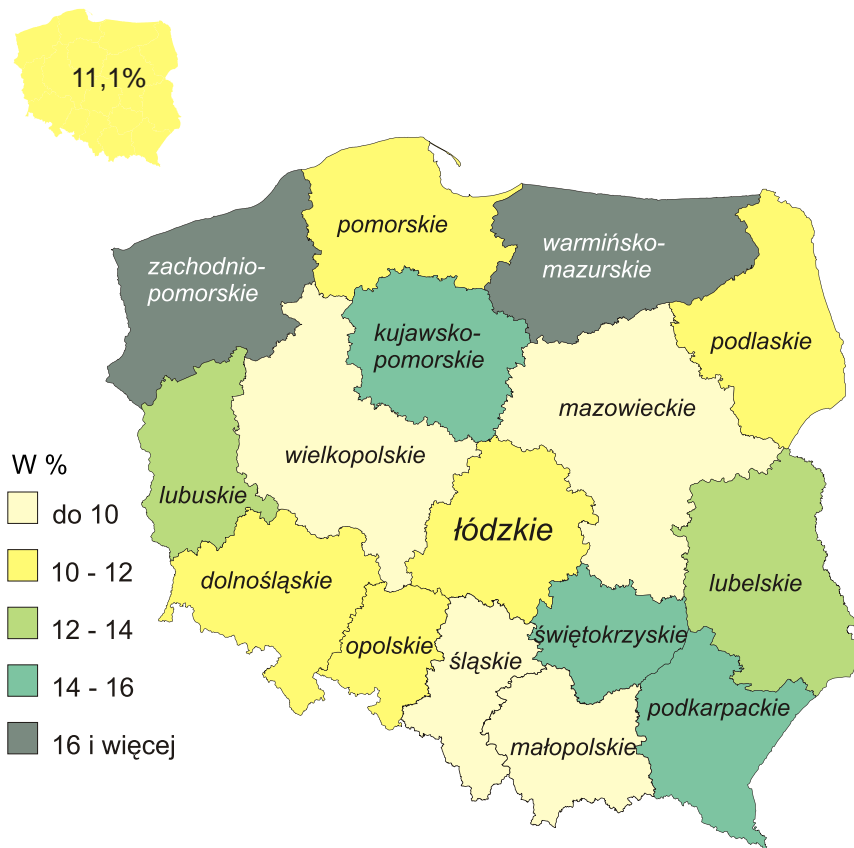 11,1%
pomorskie
zachodnio-
pomorskie
warmińsko-
mazurskie
kujawsko-
pomorskie
podlaskie
mazowieckie
wielkopolskie
lubuskie
łódzkie
dolnośląskie
lubelskie
opolskie
śląskie
świętokrzyskie
podkarpackie
małopolskie
W %
do 10
10 - 12
12 - 14
14 - 16
16 i więcej